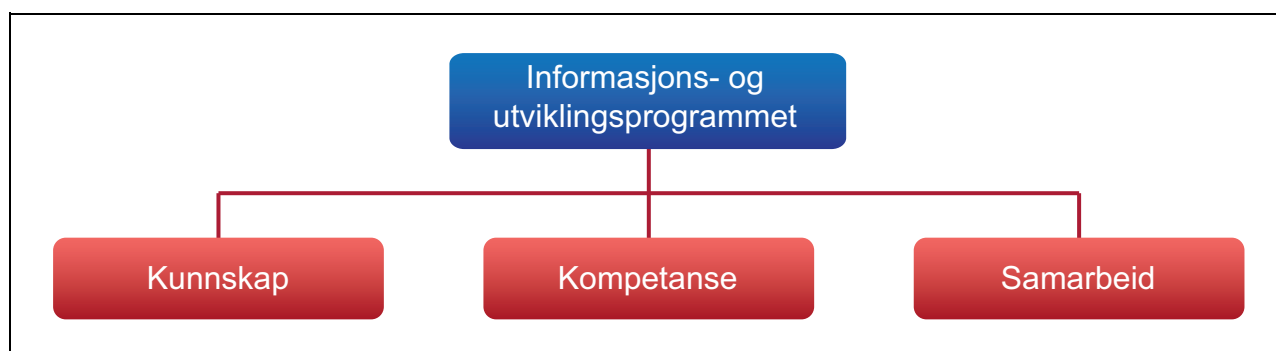 Informasjons- og
utviklingsprogrammet
Kunnskap
Kompetanse
Samarbeid